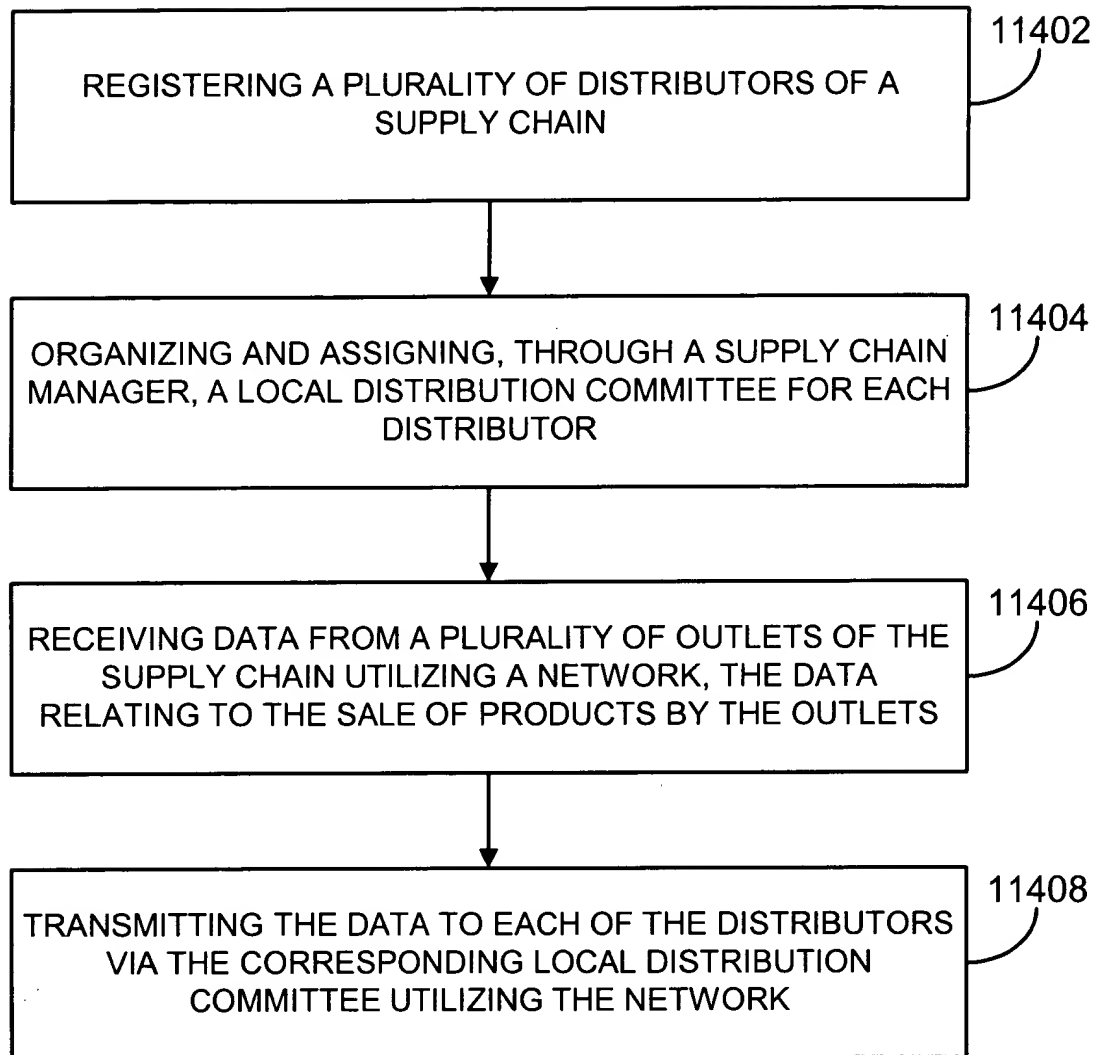 11402
REGISTERING A PLURALITY OF DISTRIBUTORS OF A
SUPPLY CHAIN
11404
ORGANIZING AND ASSIGNING, THROUGH A SUPPLY CHAIN
MANAGER, A LOCAL DISTRIBUTION COMMITTEE FOR EACH
DISTRIBUTOR
11406
RECEIVING DATA FROM A PLURALITY OF OUTLETS OF THE
SUPPLY CHAIN UTILIZING A NETWORK, THE DATA
RELATING TO THE SALE OF PRODUCTS BY THE OUTLETS
11408
TRANSMITTING THE DATA TO EACH OF THE DISTRIBUTORS
VIA THE CORRESPONDING LOCAL DISTRIBUTION
COMMITTEE UTILIZING THE NETWORK